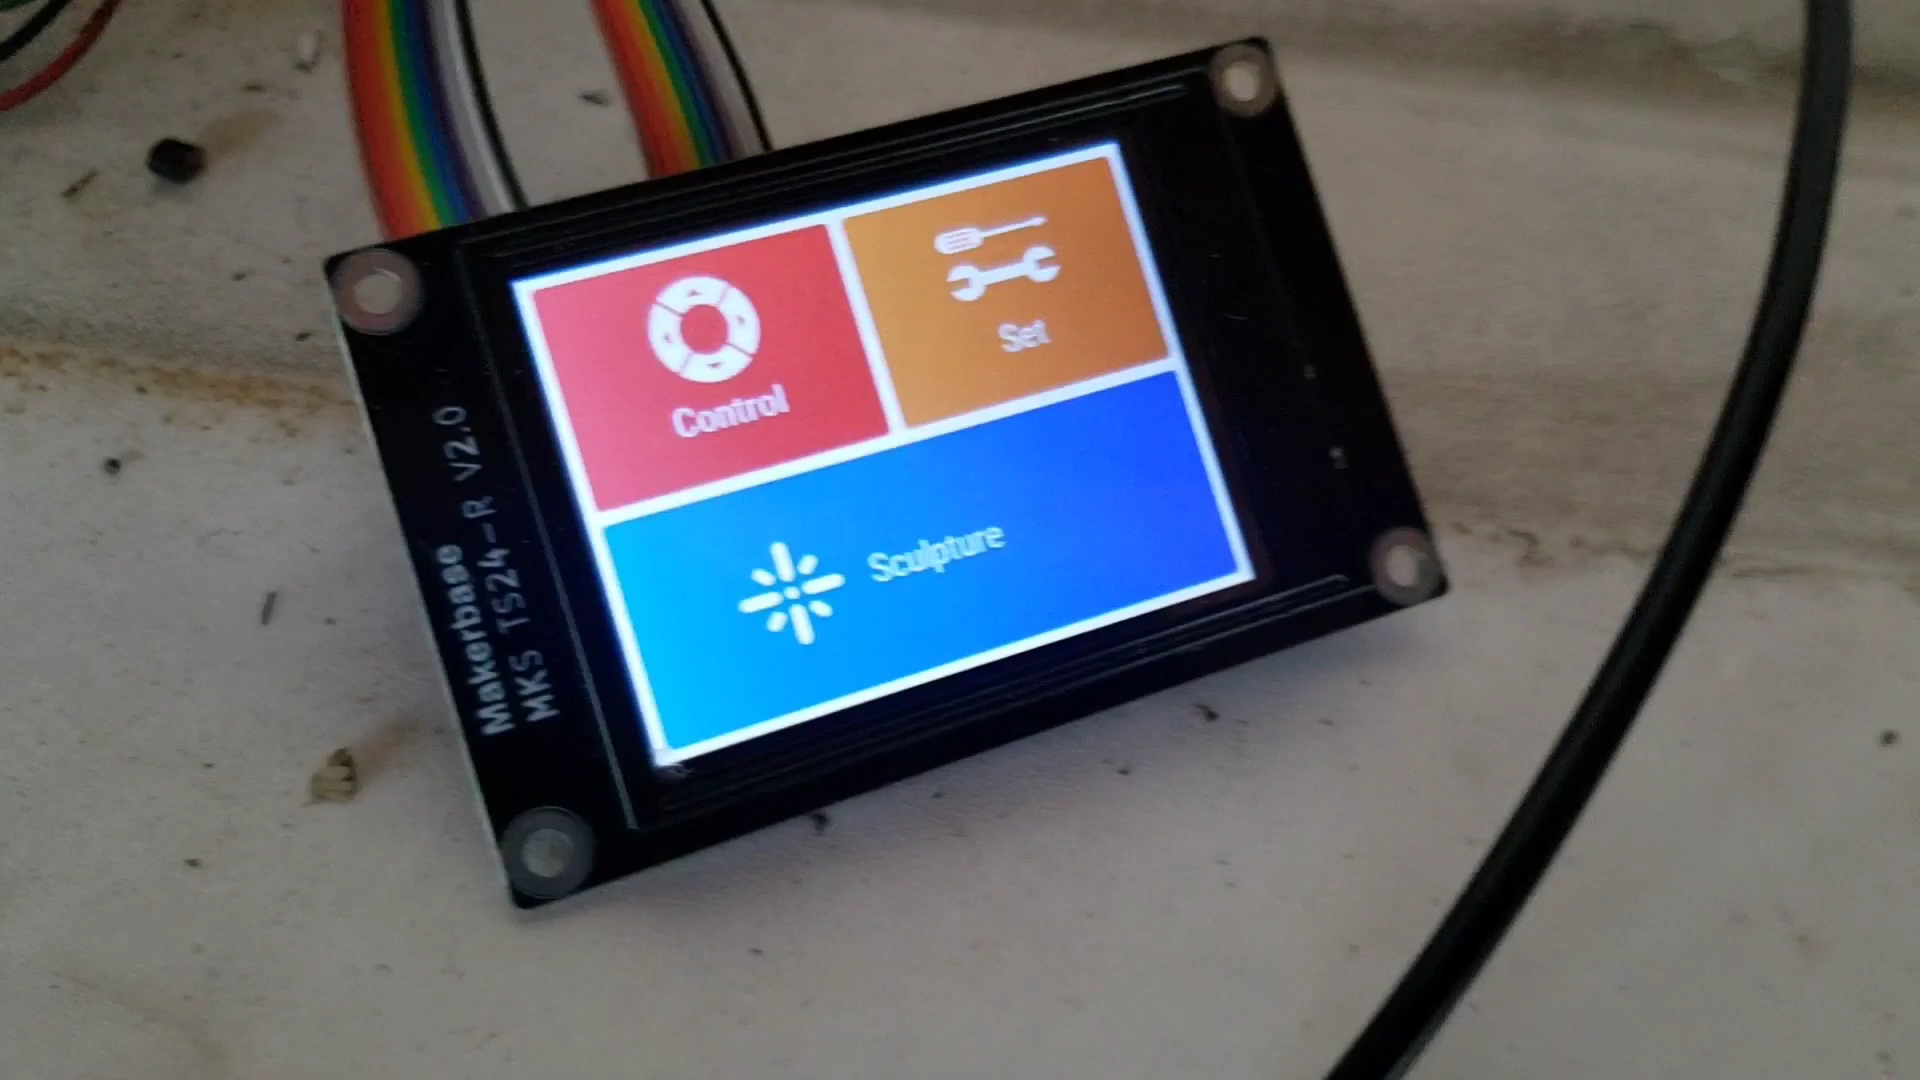 Control
Set
Sculpture
Makerbase
MKS TS24-R V2.0